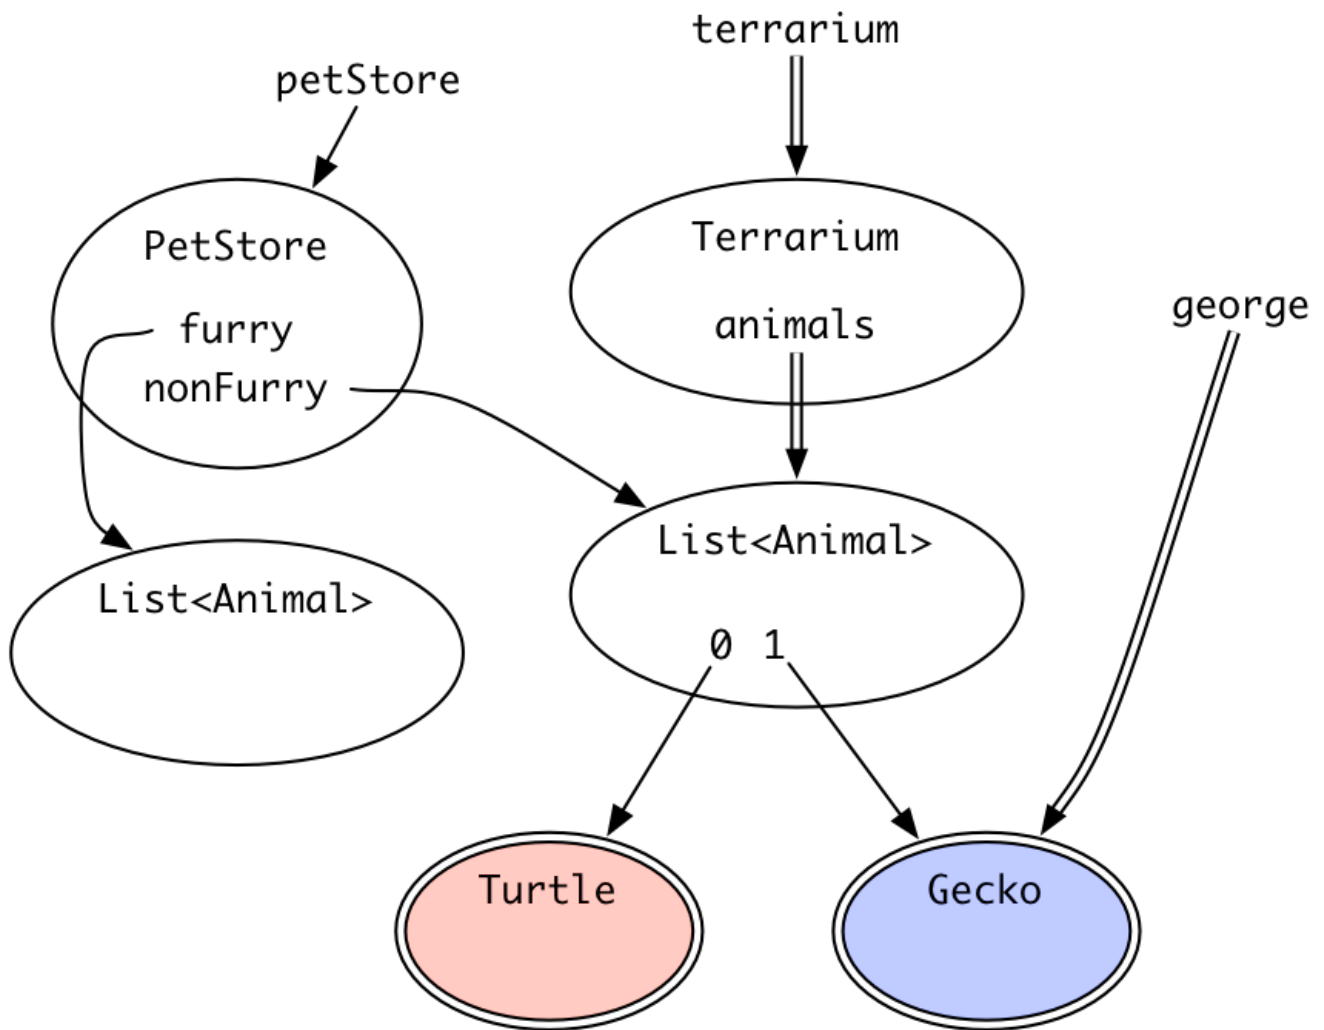 terrarium
petStore
PetStore
furry
nonFurry
Terrarium
animals
george
List<Animal>
List<Animal>
0 1
Turtle
Gecko